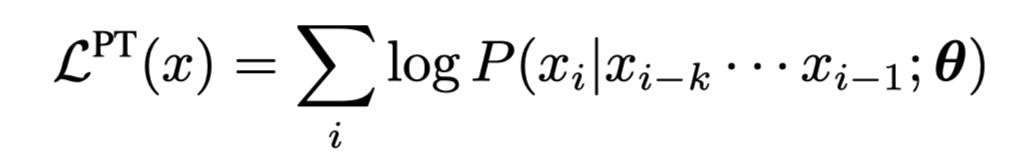 ℒ^PT(x) = ∑_i log P(x_i|x_{i−k} ⋯ x_{i−1}; θ)